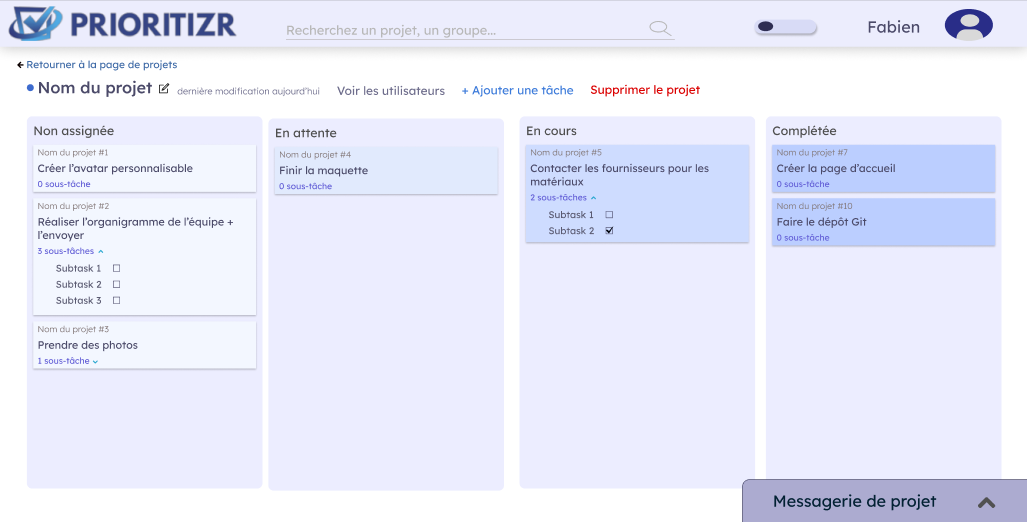 PRIORITIZR
Recherchez un projet, un groupe...
Fabien
Retourner à la page de projets
Nom du projet
dernière modification aujourd'hui
Voir les utilisateurs
+ Ajouter une tâche
Supprimer le projet
Non assignée
Nom du projet #1
Créer l'avatar personnalisable
0 sous-tâche
Nom du projet #2
Réaliser l'organigramme de l'équipe +
l'envoyer
3 sous-tâches
Subtask 1
Subtask 2
Subtask 3
Nom du projet #3
Prendre des photos
1 sous-tâche
En attente
Nom du projet #4
Finir la maquette
0 sous-tâche
En cours
Nom du projet #5
Contacter les fournisseurs pour les
matériaux
2 sous-tâches
Subtask 1
Subtask 2
Complétée
Nom du projet #7
Créer la page d'accueil
0 sous-tâche
Nom du projet #10
Faire le dépôt Git
0 sous-tâche
Messagerie de projet